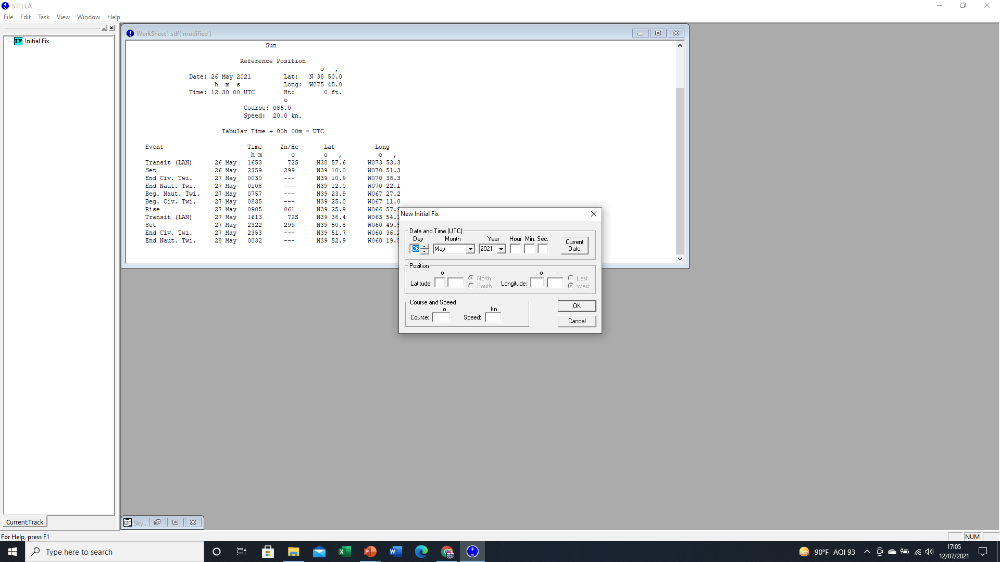 STELLA
File Edit Task View Window Help
IF Initial Fix
WorkSheet1.sdf( modified )
Sun
Reference Position
o ,
Date: 26 May 2021 Lat: N 38 50.0
h m s Long: W075 45.0
Time: 12 30 00 UTC Ht: 0 ft.
o
Course: 085.0
Speed: 20.0 kn.
Tabular Time + 00h 00m = UTC
Event Time Zn/Hc Lat Long
h m o o , o ,
Transit (LAN) 26 May 1653 72S N38 57.6 W073 53.3
Set 26 May 2359 299 N39 10.0 W070 51.3
End Civ. Twi. 27 May 0030 --- N39 10.9 W070 38.3
End Naut. Twi. 27 May 0108 --- N39 12.0 W070 22.1
Beg. Naut. Twi. 27 May 0757 --- N39 23.9 W067 27.2
Beg. Civ. Twi. 27 May 0835 --- N39 25.0 W067 11.0
Rise 27 May 0905 061 N39 25.9 W066 57.9
Transit (LAN) 27 May 1613 72S N39 38.4 W063 54.
Set 27 May 2322 299 N39 50.8 W060 49.5
End Civ. Twi. 27 May 2353 --- N39 51.7 W060 36.2
End Naut. Twi. 28 May 0032 --- N39 52.9 W060 19.5
New Initial Fix
Date and Time (UTC)
Day Month Year Hour Min. Sec.
26 May 2021
Current Date
Position
o ' o '
Latitude: North South Longitude: East West
Course and Speed
o kn
Course: Speed:
OK
Cancel
CurrentTrack
Sky...
For Help, press F1
NUM
Type here to search
90°F AQI 93
17:05
12/07/2021